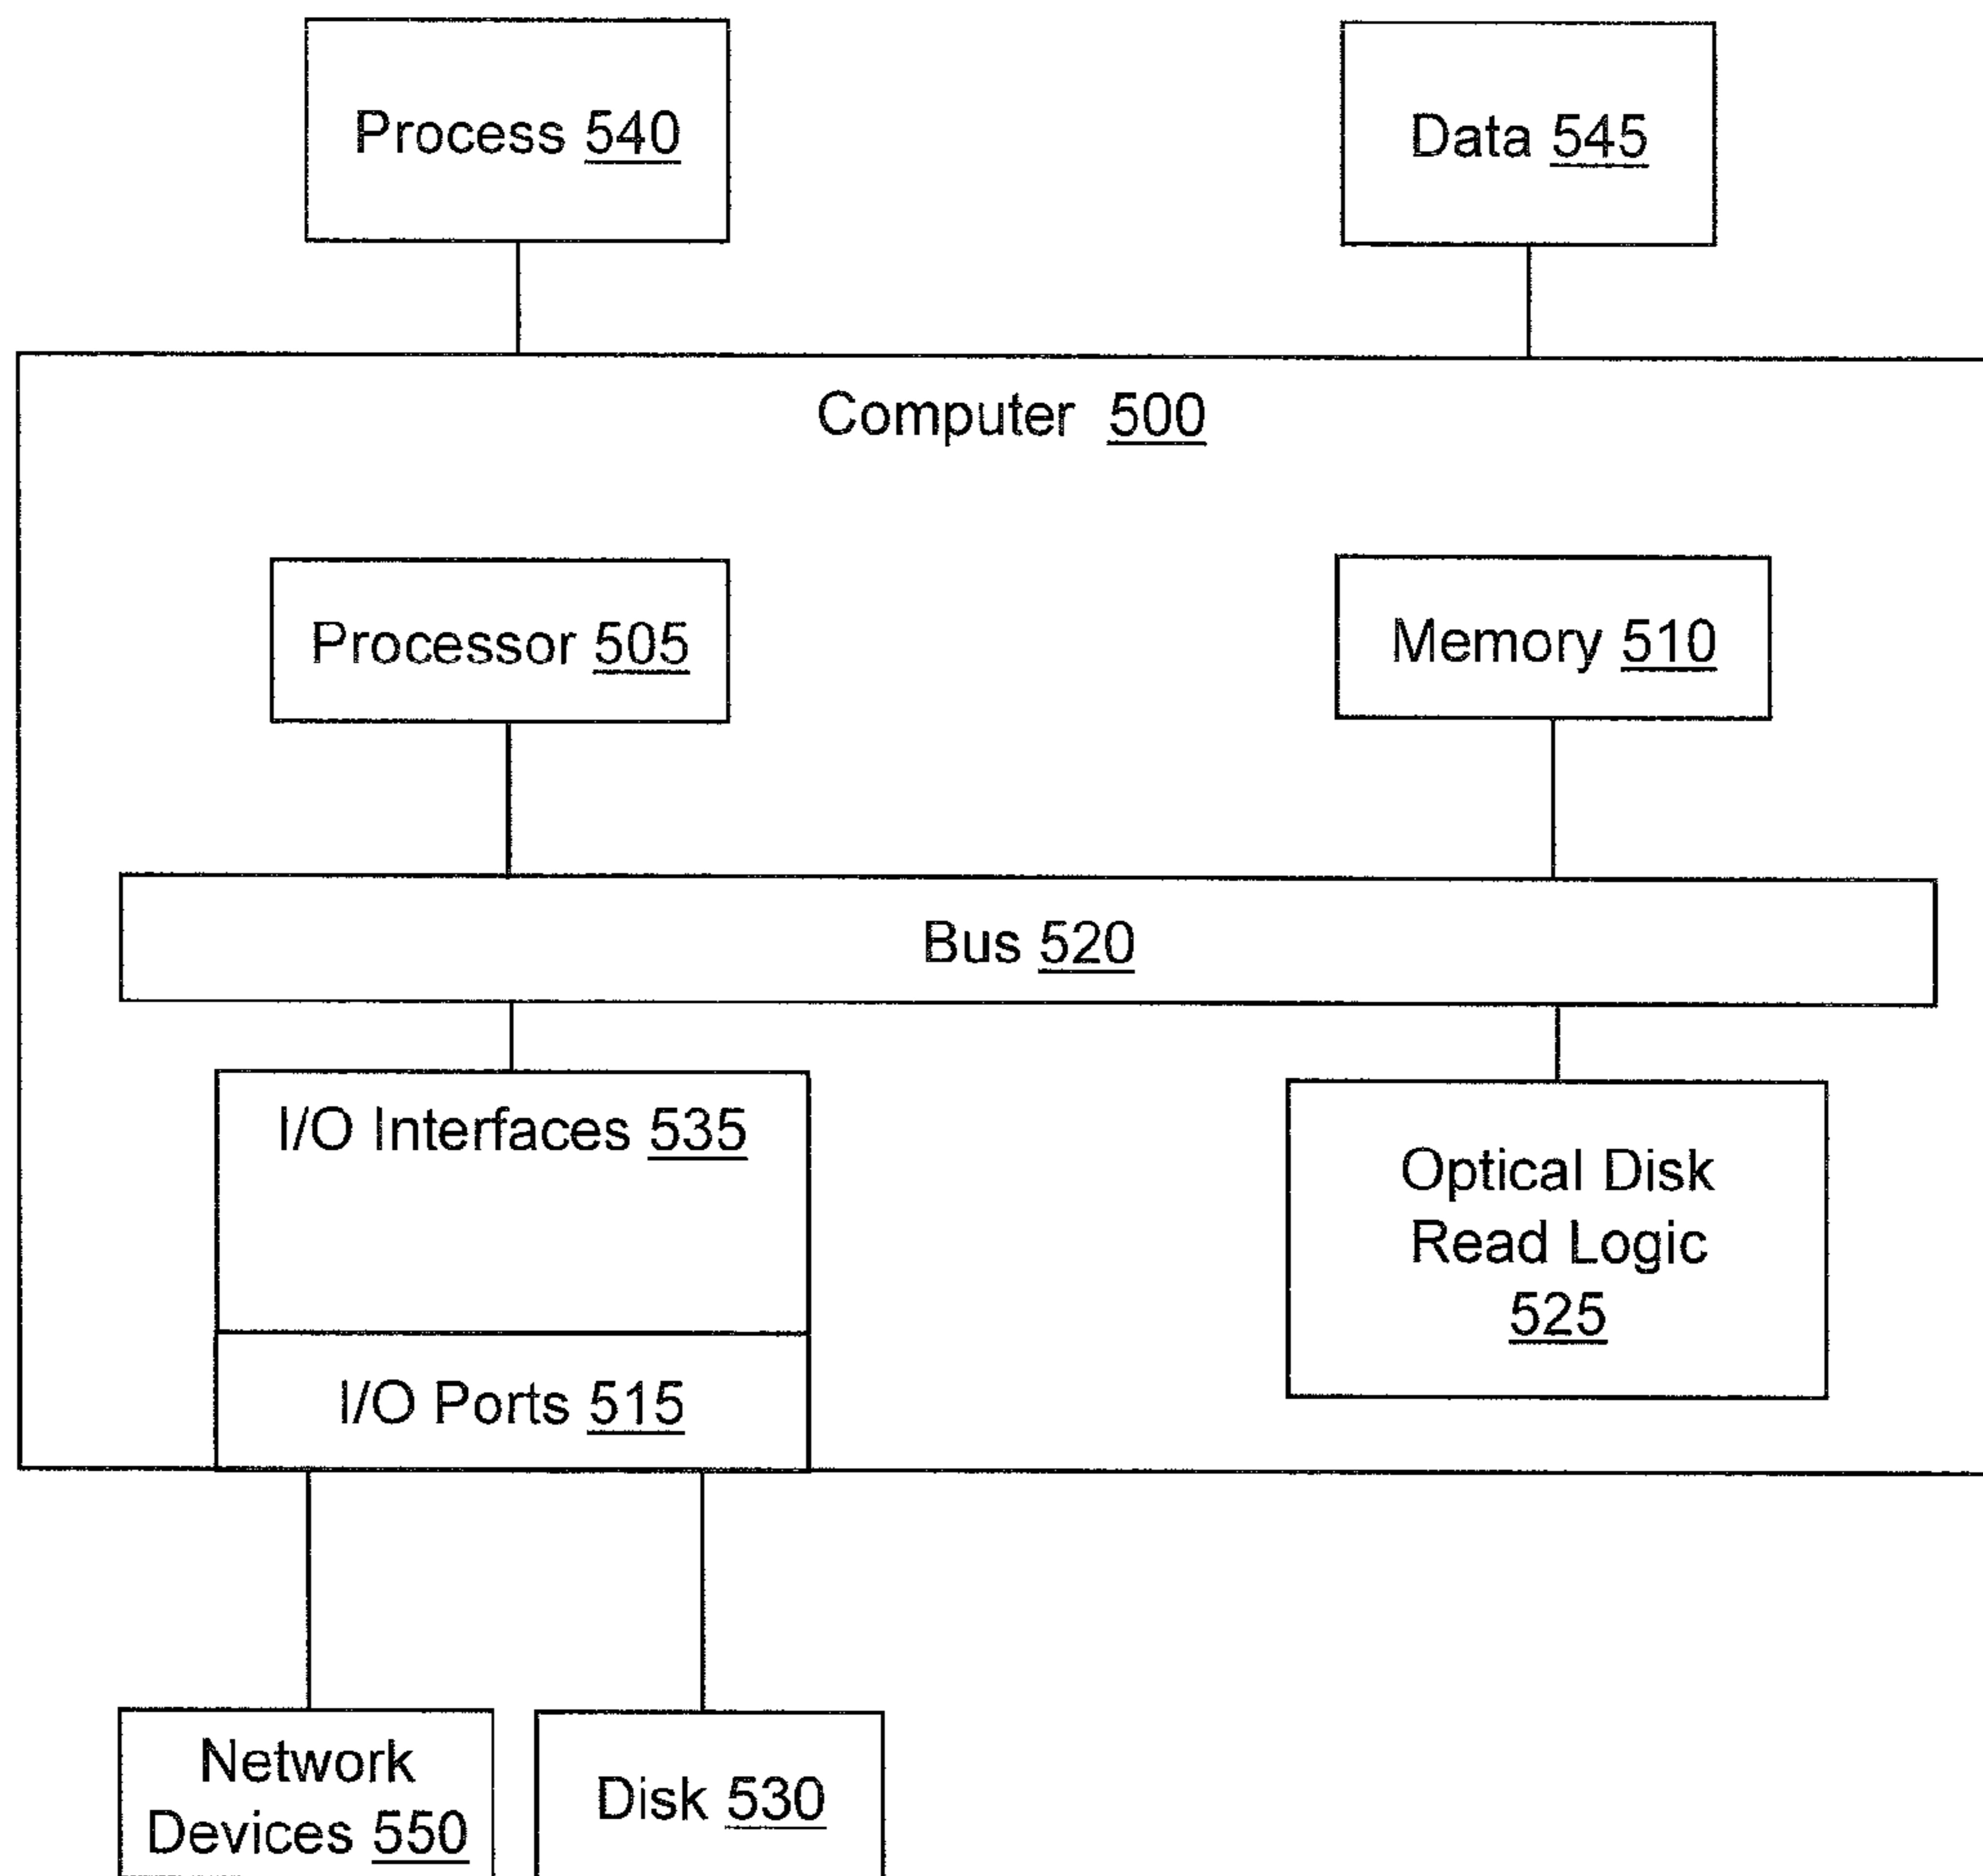 Process 540
Data 545
Computer 500
Processor 505
Memory 510
Bus 520
I/O Interfaces 535
Optical Disk
Read Logic
525
I/O Ports 515
Network
Devices 550
Disk 530